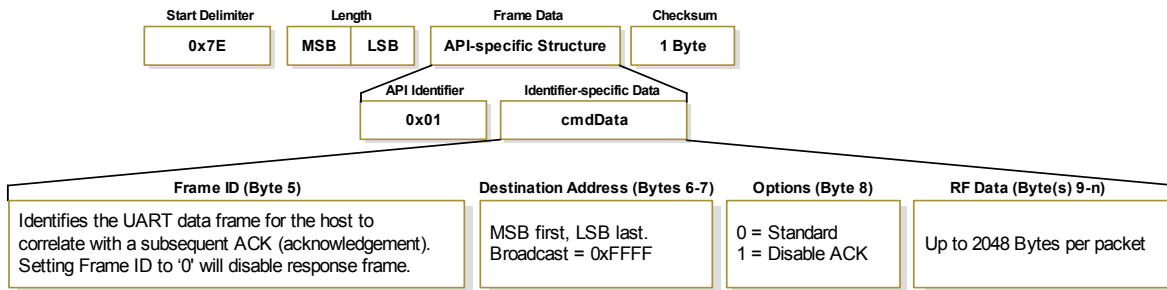 Start Delimiter Length Frame Data Checksum
0x7E MSB LSB API-specific Structure 1 Byte
API Identifier Identifier-specific Data
0x01 cmdData
Frame ID (Byte 5)
Identifies the UART data frame for the host to
correlate with a subsequent ACK (acknowledgement).
Setting Frame ID to ‘0' will disable response frame.
Destination Address (Bytes 6-7)
MSB first, LSB last.
Broadcast = 0xFFFF
Options (Byte 8)
0 = Standard
1 = Disable ACK
RF Data (Byte(s) 9-n)
Up to 2048 Bytes per packet